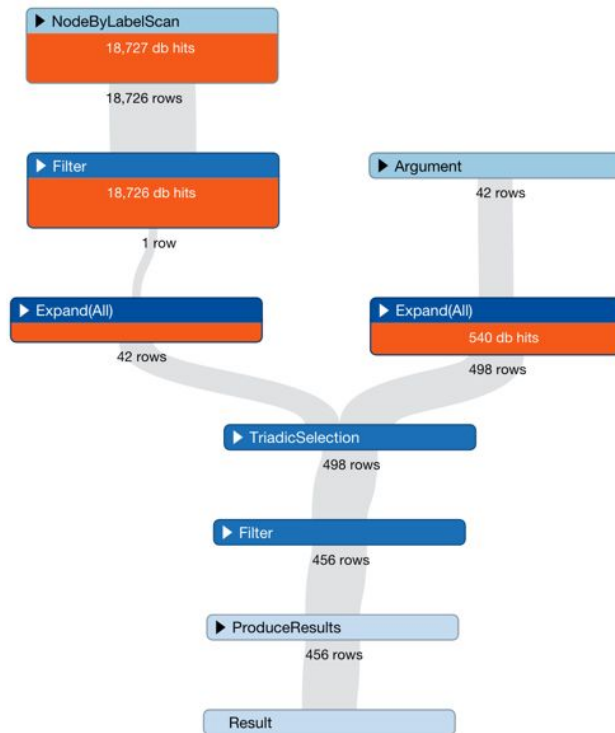 NodeByLabelScan
18,727 db hits
18,726 rows
Filter
18,726 db hits
1 row
Expand(All)
42 rows
Argument
42 rows
Expand(All)
540 db hits
498 rows
TriadicSelection
498 rows
Filter
456 rows
ProduceResults
456 rows
Result